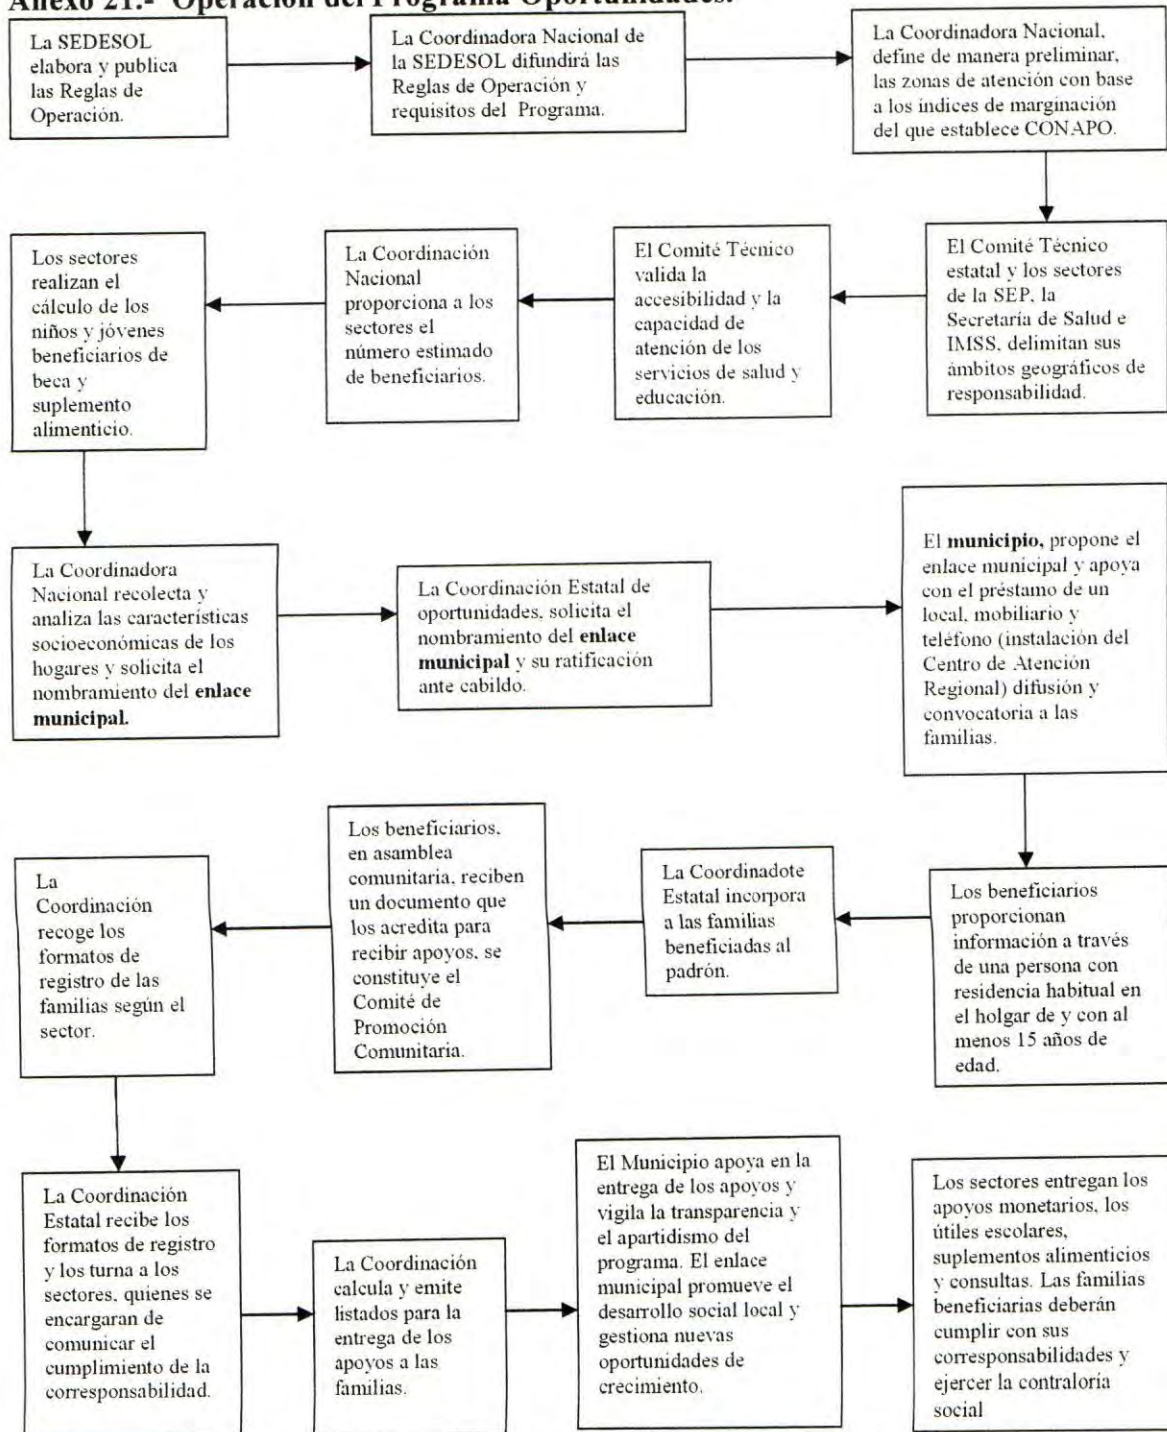 Anexo 21.- Operación del Programa Oportunidades.
La SEDESOL
elabora y publica
las Reglas de
Operación.
La Coordinadora Nacional de
la SEDESOL difundirá las
Reglas de Operación y
requisitos del Programa.
La Coordinadora Nacional,
define de manera preliminar,
las zonas de atención con base
a los índices de marginación
del que establece CONAPO.
El Comité Técnico
estatal y los sectores
de la SEP, la
Secretaría de Salud e
IMSS, delimitan sus
ámbitos geográficos de
responsabilidad.
El Comité Técnico
valida la
accesibilidad y la
capacidad de
atención de los
servicios de salud y
educación.
La Coordinación
Nacional
proporciona a los
sectores el
número estimado
de beneficiarios.
Los sectores
realizan el
cálculo de los
niños y jóvenes
beneficiarios de
beca y
suplemento
alimenticio.
La Coordinadora
Nacional recolecta y
analiza las características
socioeconómicas de los
hogares y solicita el
nombramiento del enlace
municipal.
La Coordinación Estatal de
oportunidades, solicita el
nombramiento del enlace
municipal y su ratificación
ante cabildo.
El municipio, propone el
enlace municipal y apoya
con el préstamo de un
local, mobiliario y
teléfono (instalación del
Centro de Atención
Regional) difusión y
convocatoria a las
familias.
Los beneficiarios
proporcionan
información a través
de una persona con
residencia habitual en
el holgar de y con al
menos 15 años de
edad.
La Coordinadote
Estatal incorpora
a las familias
beneficiadas al
padrón.
Los beneficiarios,
en asamblea
comunitaria, reciben
un documento que
los acredita para
recibir apoyos, se
constituye el
Comité de
Promoción
Comunitaria.
La
Coordinación
recoge los
formatos de
registro de las
familias según el
sector.
La Coordinación
Estatal recibe los
formatos de registro
y los turna a los
sectores, quienes se
encargaran de
comunicar el
cumplimiento de la
corresponsabilidad.
La Coordinación
calcula y emite
listados para la
entrega de los
apoyos a las
familias.
El Municipio apoya en la
entrega de los apoyos y
vigila la transparencia y
el apartidismo del
programa. El enlace
municipal promueve el
desarrollo social local y
gestiona nuevas
oportunidades de
crecimiento.
Los sectores entregan los
apoyos monetarios, los
útiles escolares,
suplementos alimenticios
y consultas. Las familias
beneficiarias deberán
cumplir con sus
corresponsabilidades y
ejercer la contraloría
social